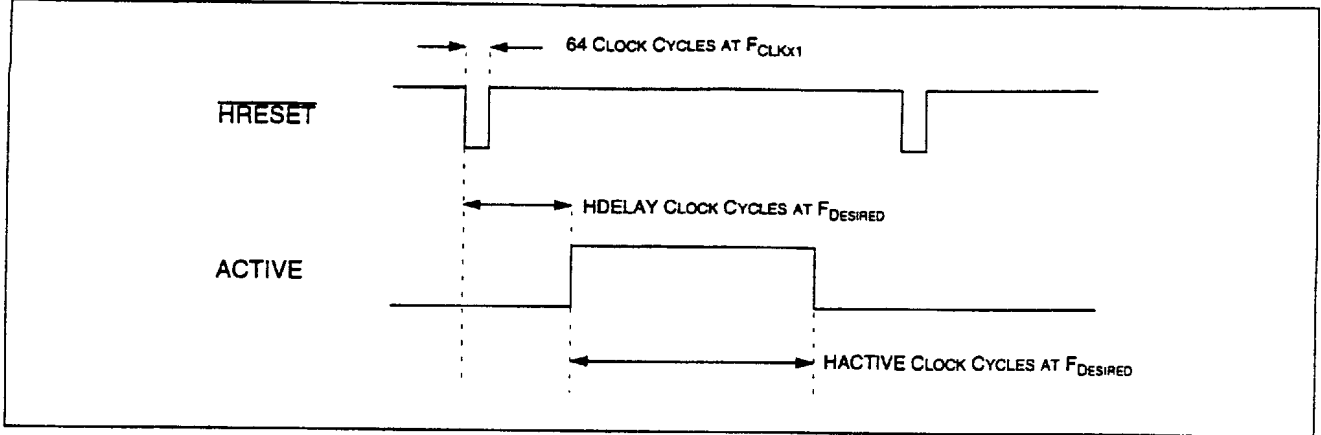 64 CLOCK CYCLES AT FCLKx1
HRESET
HDELAY CLOCK CYCLES AT FDESIRED
ACTIVE
HACTIVE CLOCK CYCLES AT FDESIRED